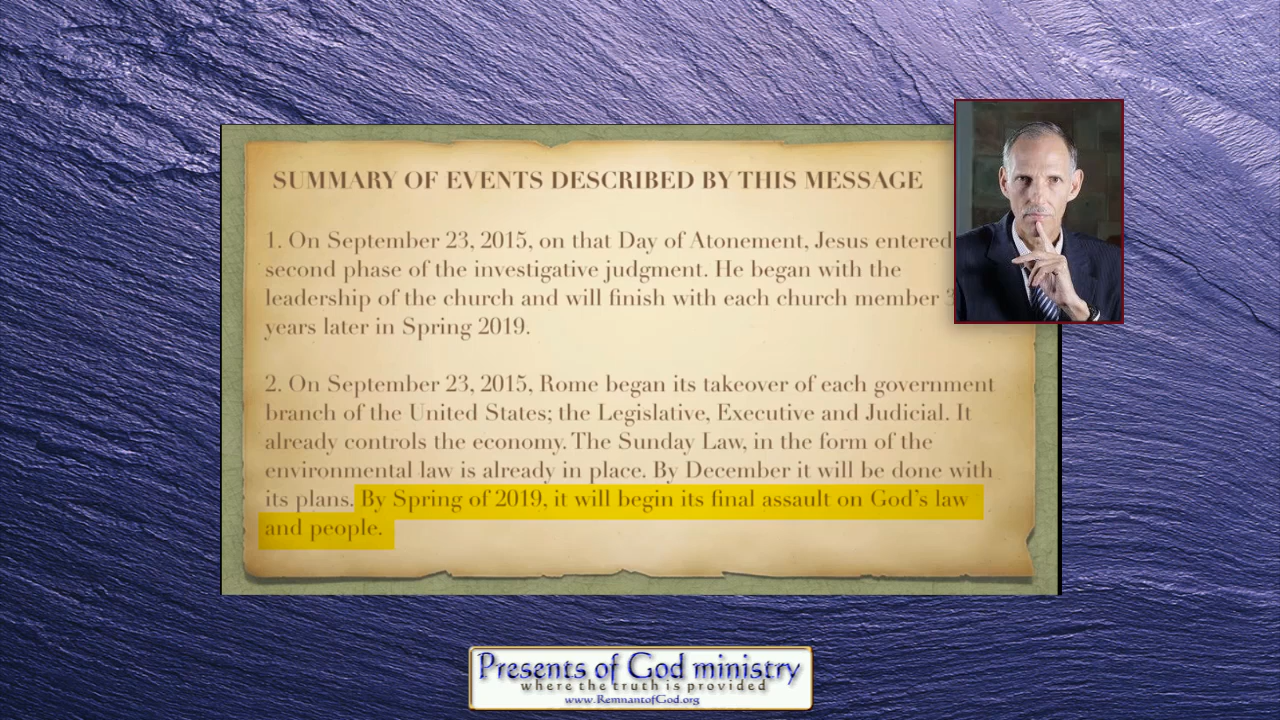 SUMMARY OF EVENTS DESCRIBED BY THIS MESSAGE
1. On September 23, 2015, on that Day of Atonement, Jesus entered
second phase of the investigative judgment. He began with the
leadership of the church and will finish with each church member
years later in Spring 2019.
2. On September 23, 2015, Rome began its takeover of each government
branch of the United States; the Legislative, Executive and Judicial. It
already controls the economy. The Sunday Law, in the form of the
environmental law is already in place. By December it will be done with
its plans. By Spring of 2019, it will begin its final assault on God's law
and people.
Presents of God ministry
where the truth is provided
www.RemnantofGod.org